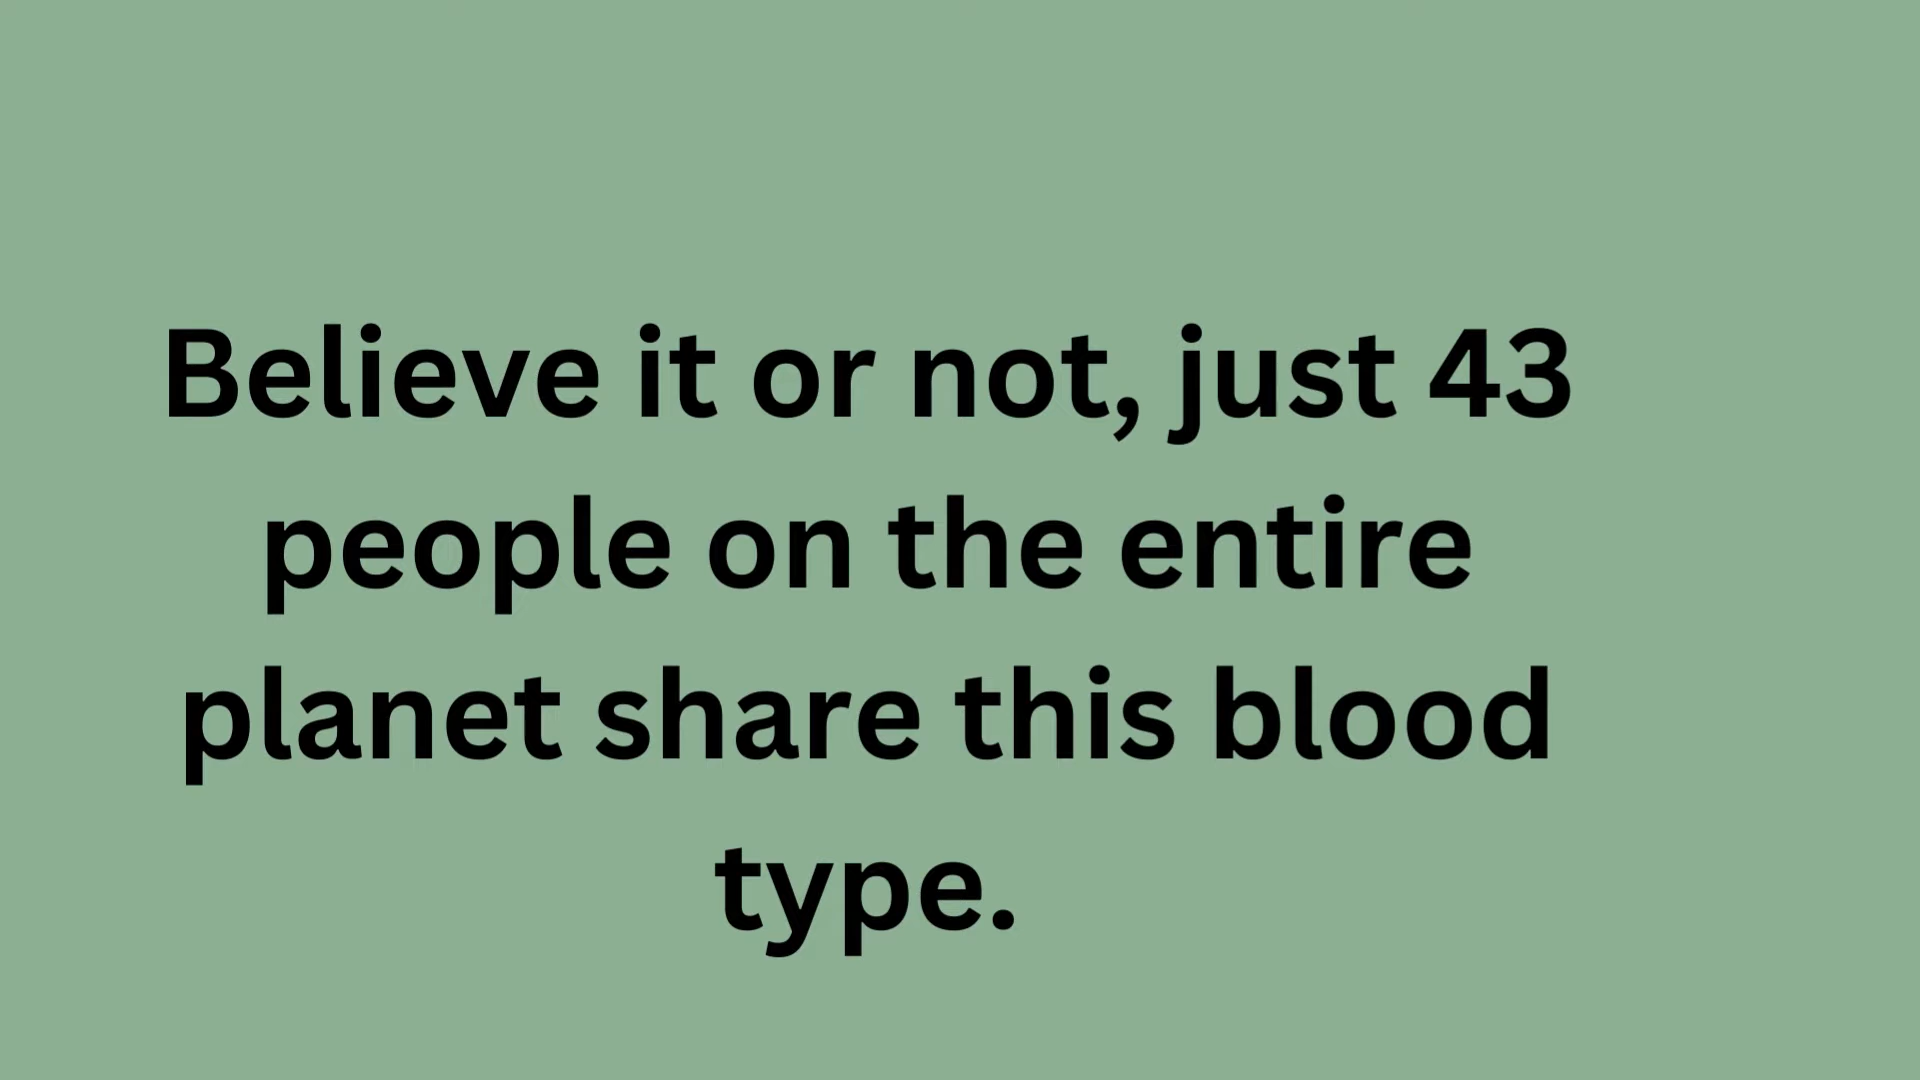 Believe it or not, just 43
people on the entire
planet share this blood
type.